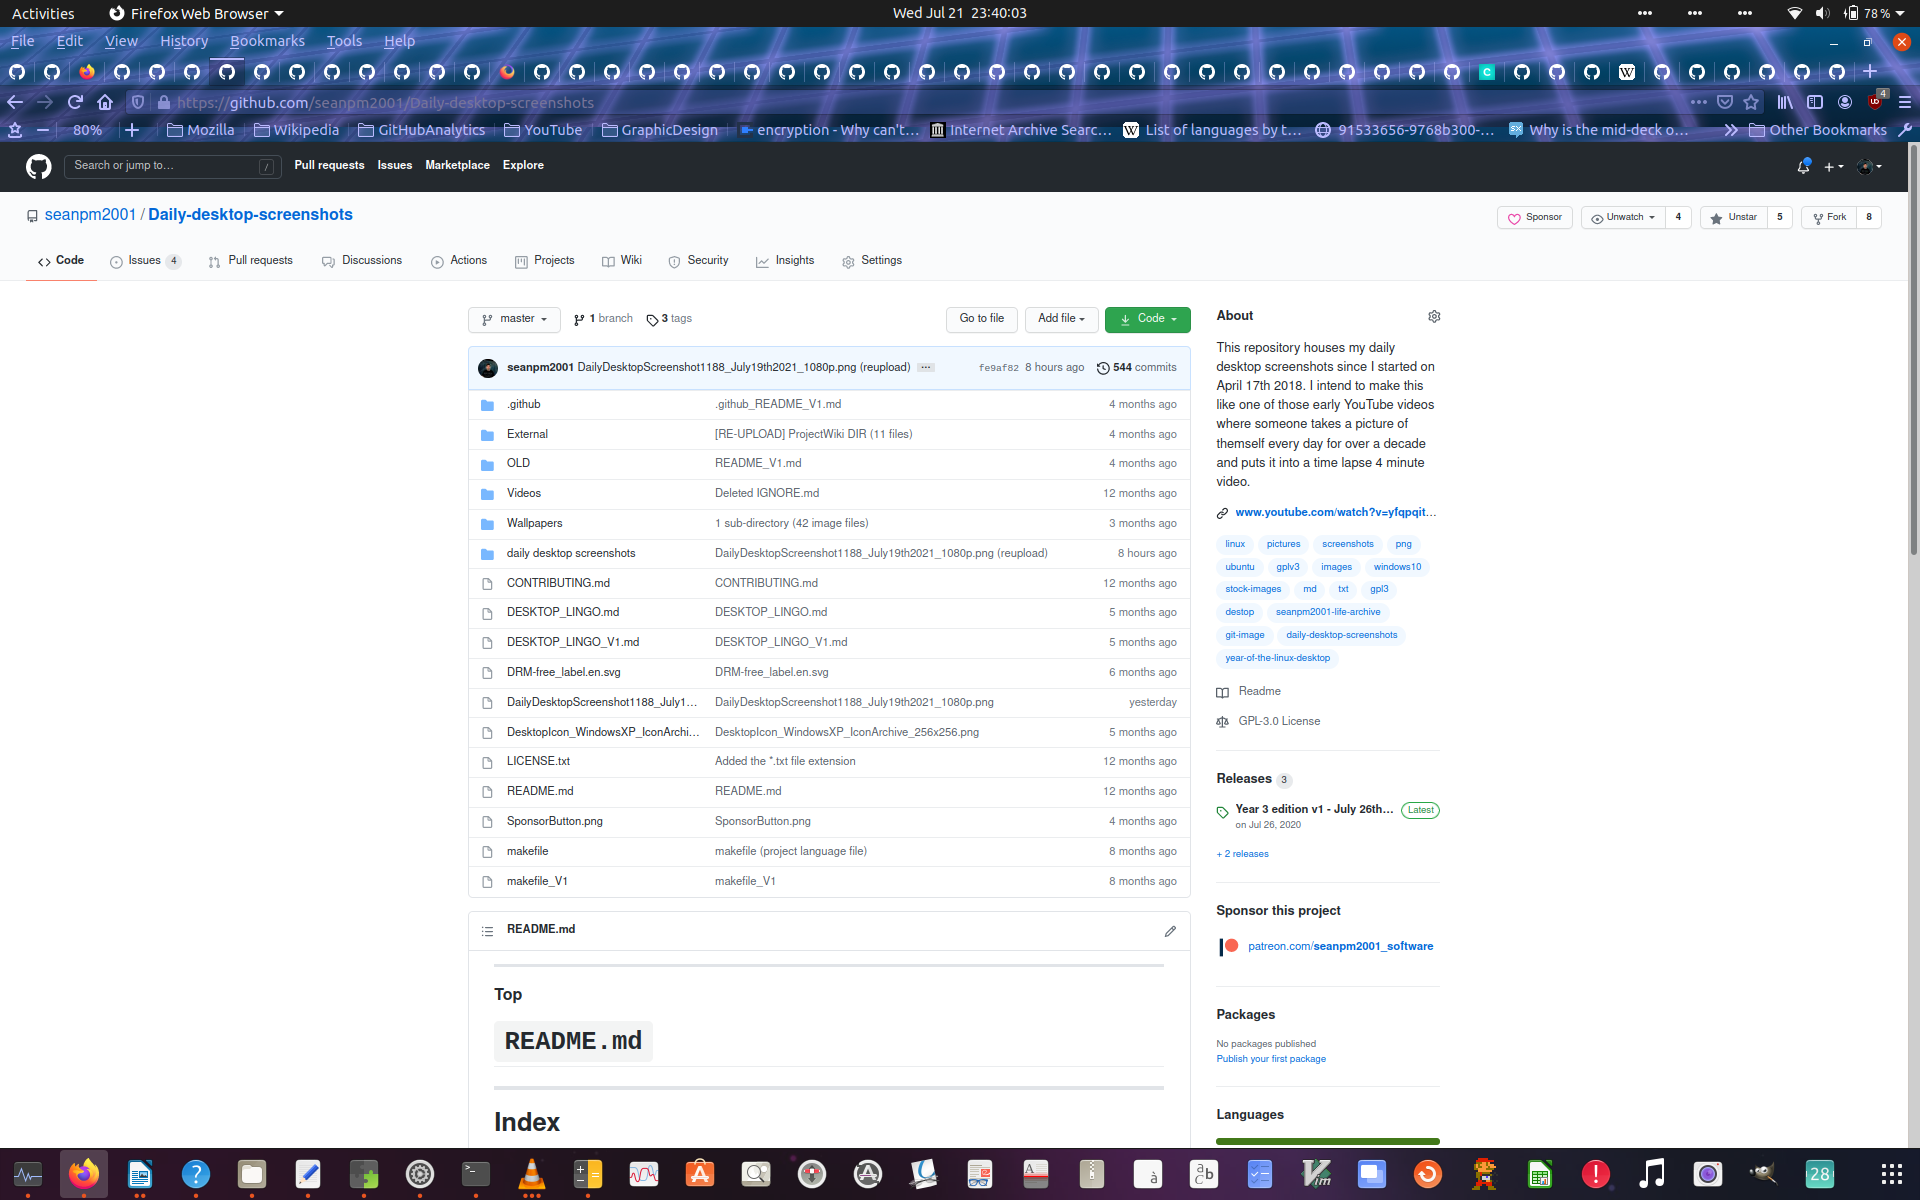 Activities Firefox Web Browser Wed Jul 21 23:40:03 78 %
File Edit View History Bookmarks Tools Help
https://github.com/seanpm2001/Daily-desktop-screenshots 4
80% Mozilla Wikipedia GitHubAnalytics YouTube GraphicDesign encryption - Why can't... Internet Archive Searc... List of languages by t... 91533656-9768b300-... Why is the mid-deck o... Other Bookmarks
Search or jump to... / Pull requests Issues Marketplace Explore
seanpm2001 / Daily-desktop-screenshots Sponsor Unwatch 4 Unstar 5 Fork 8
Code Issues 4 Pull requests Discussions Actions Projects Wiki Security Insights Settings
master 1 branch 3 tags Go to file Add file Code
seanpm2001 DailyDesktopScreenshot1188_July19th2021_1080p.png (reupload) ... fe9af82 8 hours ago 544 commits
.github .github_README_V1.md 4 months ago
External [RE-UPLOAD] ProjectWiki DIR (11 files) 4 months ago
OLD README_V1.md 4 months ago
Videos Deleted IGNORE.md 12 months ago
Wallpapers 1 sub-directory (42 image files) 3 months ago
daily desktop screenshots DailyDesktopScreenshot1188_July19th2021_1080p.png (reupload) 8 hours ago
CONTRIBUTING.md CONTRIBUTING.md 12 months ago
DESKTOP_LINGO.md DESKTOP_LINGO.md 5 months ago
DESKTOP_LINGO_V1.md DESKTOP_LINGO_V1.md 5 months ago
DRM-free_label.en.svg DRM-free_label.en.svg 6 months ago
DailyDesktopScreenshot1188_July1... DailyDesktopScreenshot1188_July19th2021_1080p.png yesterday
DesktopIcon_WindowsXP_IconArchi... DesktopIcon_WindowsXP_IconArchive_256x256.png 5 months ago
LICENSE.txt Added the *.txt file extension 12 months ago
README.md README.md 12 months ago
SponsorButton.png SponsorButton.png 4 months ago
makefile makefile (project language file) 8 months ago
makefile_V1 makefile_V1 8 months ago
README.md
Top
README.md
Index
About
This repository houses my daily
desktop screenshots since I started on
April 17th 2018. I intend to make this
like one of those early YouTube videos
where someone takes a picture of
themself every day for over a decade
and puts it into a time lapse 4 minute
video.
www.youtube.com/watch?v=yfqpqit...
linux pictures screenshots png
ubuntu gplv3 images windows10
stock-images md txt gpl3
destop seanpm2001-life-archive
git-image daily-desktop-screenshots
year-of-the-linux-desktop
Readme
GPL-3.0 License
Releases 3
Year 3 edition v1 - July 26th... Latest
on Jul 26, 2020
+ 2 releases
Sponsor this project
patreon.com/seanpm2001_software
Packages
No packages published
Publish your first package
Languages
28